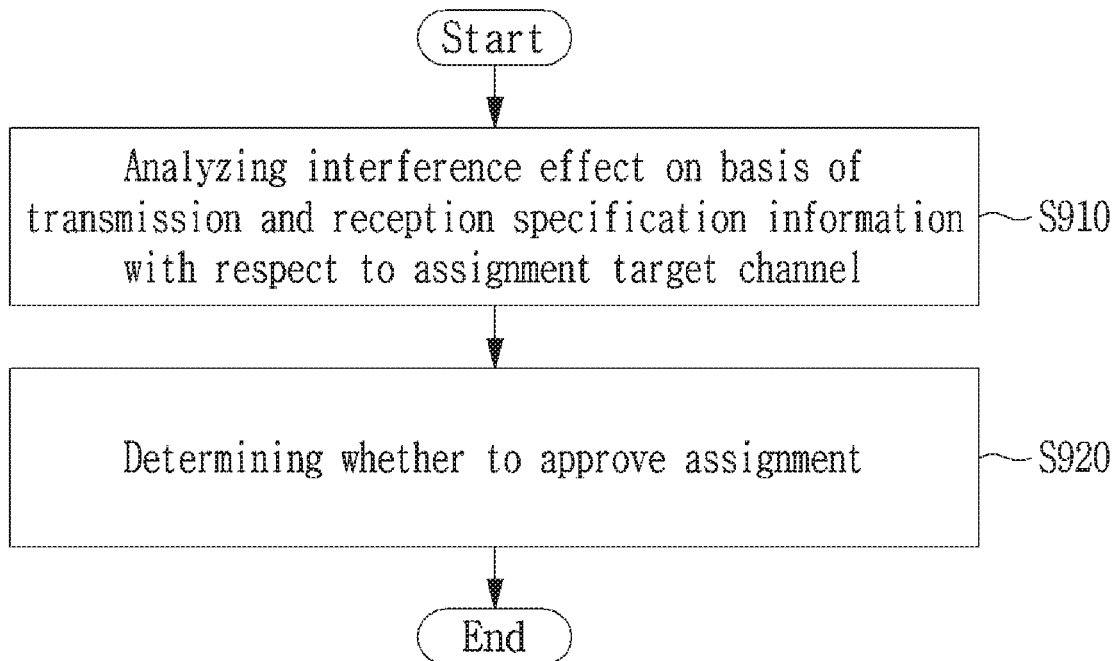 Start
Analyzing interference effect on basis of
transmission and reception specification information
with respect to assignment target channel
S910
Determining whether to approve assignment
S920
End